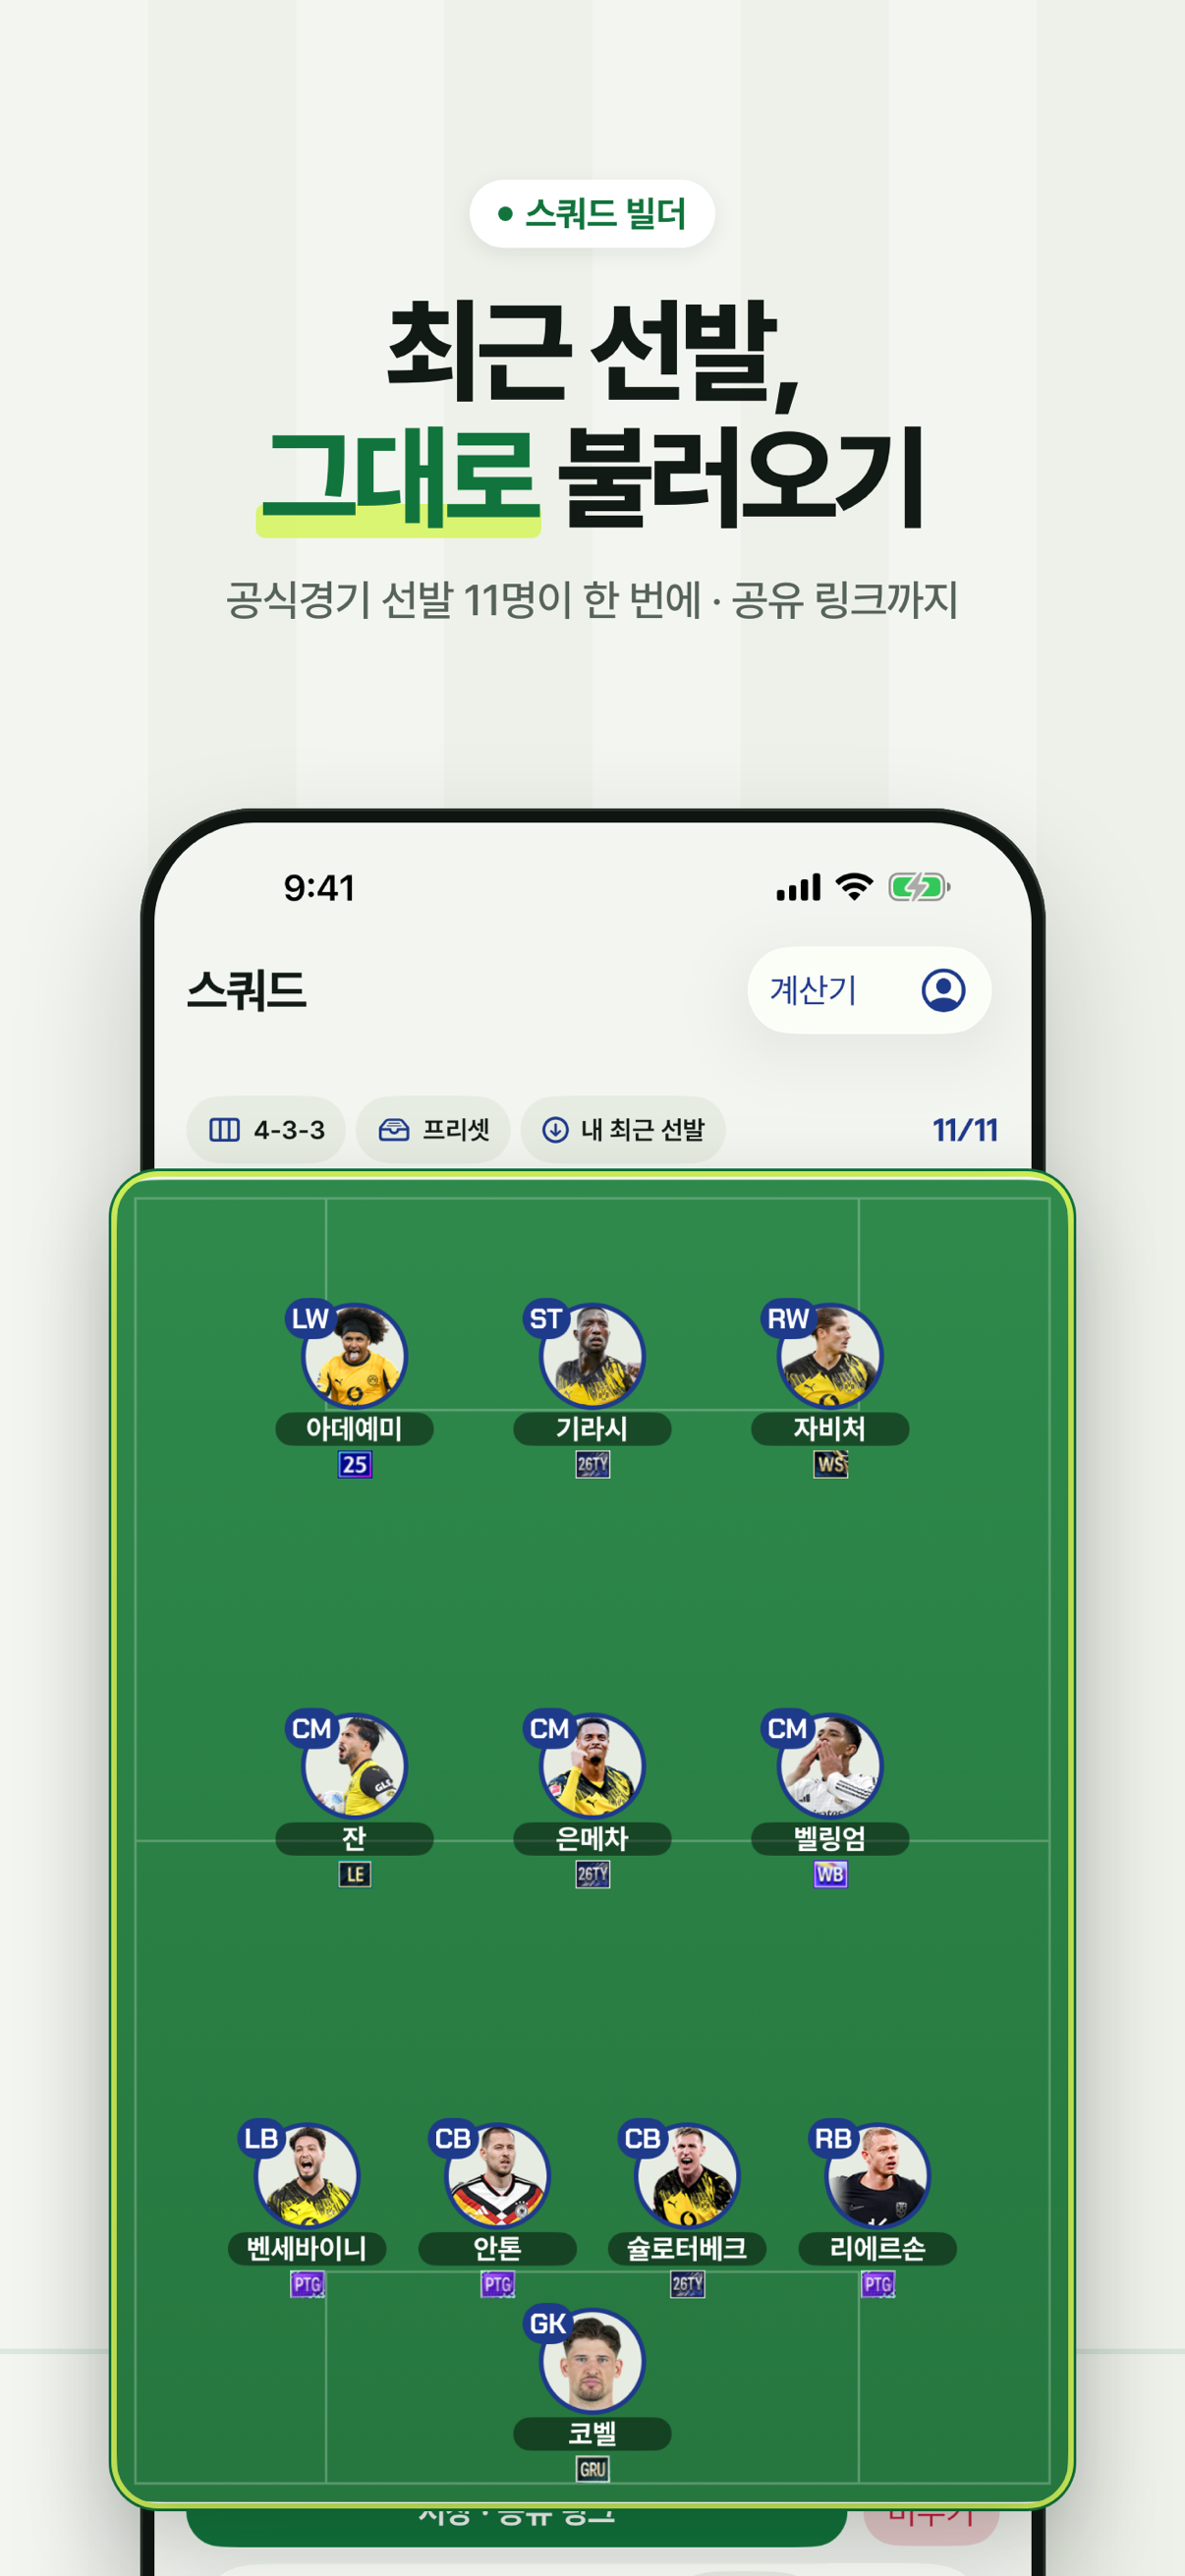 스쿼드 빌더
최근 선발,
그대로 불러오기
공식경기 선발 11명이 한 번에 · 공유 링크까지
9:41
스쿼드 계산기
4-3-3 프리셋 내 최근 선발 11/11
LW ST RW
아데예미 기라시 자비처
25 26TY WS
CM CM CM
GLS
잔 은메차 벨링엄
LE 26TY WB
LB CB CB RB
벤세바이니 안톤 슐로터베크 리에르손
PTG PTG 26TY PTG
GK
코벨
GRU
· 공유 링크